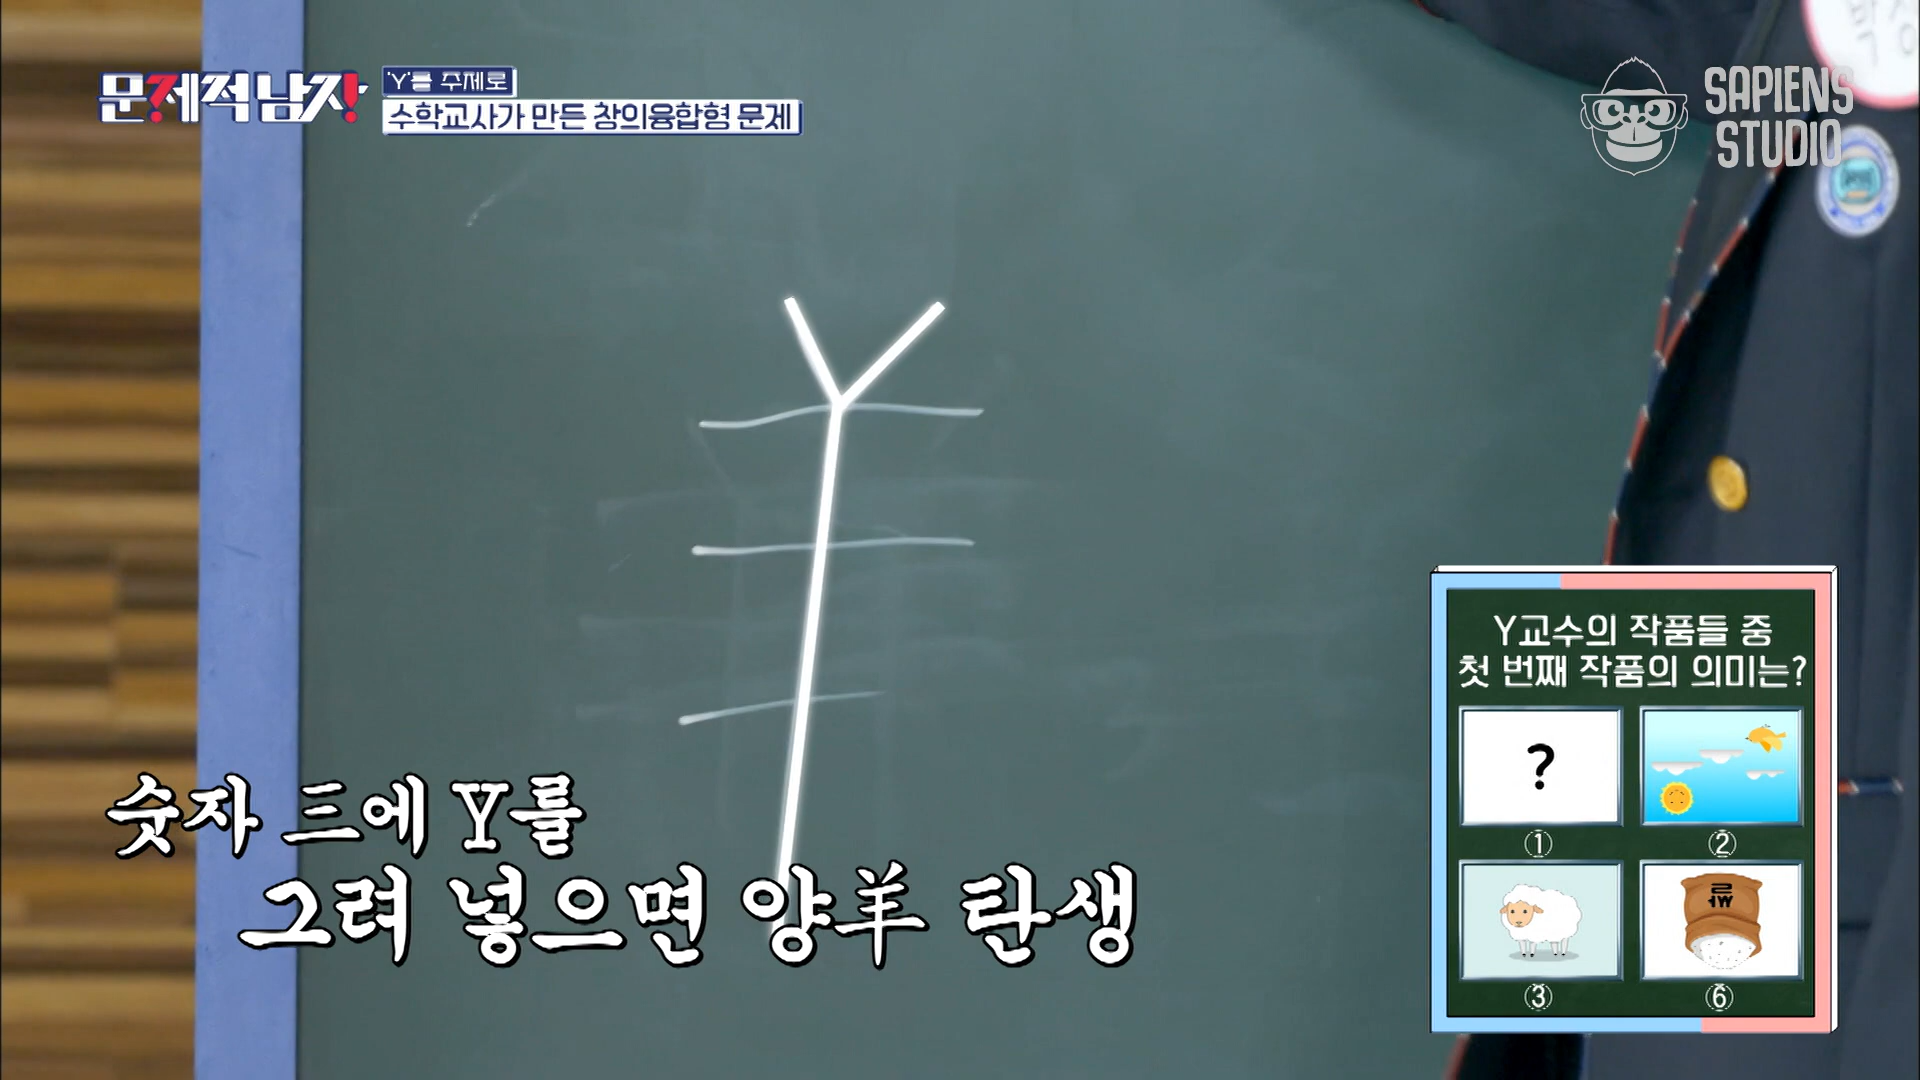 문제적 남자
'Y'를 주제로
수학교사가 만든 창의융합형 문제
SAPIENS
STUDIO
Y교수의 작품들 중
첫 번째 작품의 의미는?
?
①
②
③
⑥
숫자 三에 Y를
그려 넣으면 양羊 탄생